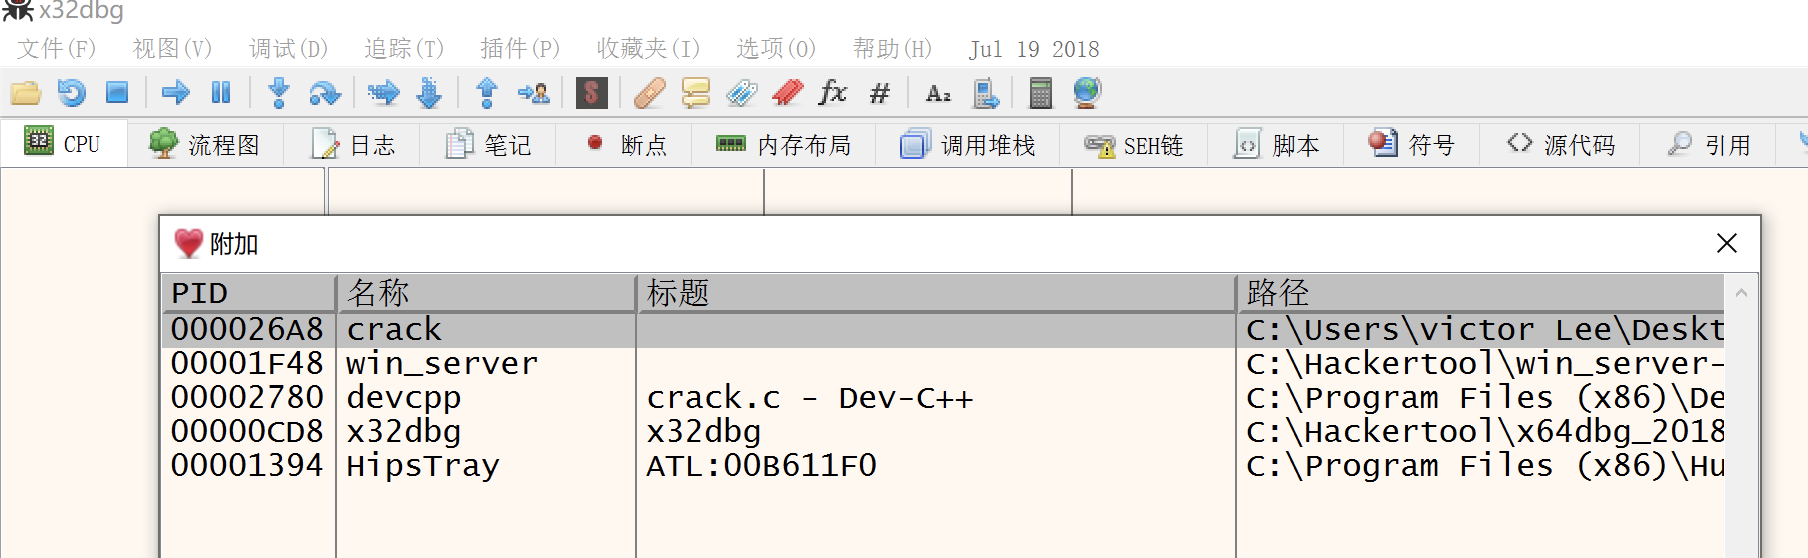 x32dbg
文件(F) 视图(V) 调试(D) 追踪(T) 插件(P) 收藏夹(I) 选项(O) 帮助(H) Jul 19 2018
S fx # A₂
CPU 流程图 日志 笔记 断点 内存布局 调用堆栈 SEH链 脚本 符号 源代码 引用
附加
PID 名称 标题 路径
000026A8 crack C:\Users\victor Lee\Deskt
00001F48 win_server C:\Hackertool\win_server-
00002780 devcpp crack.c - Dev-C++ C:\Program Files (x86)\De
00000CD8 x32dbg x32dbg C:\Hackertool\x64dbg_2018
00001394 HipsTray ATL:00B611F0 C:\Program Files (x86)\Hu